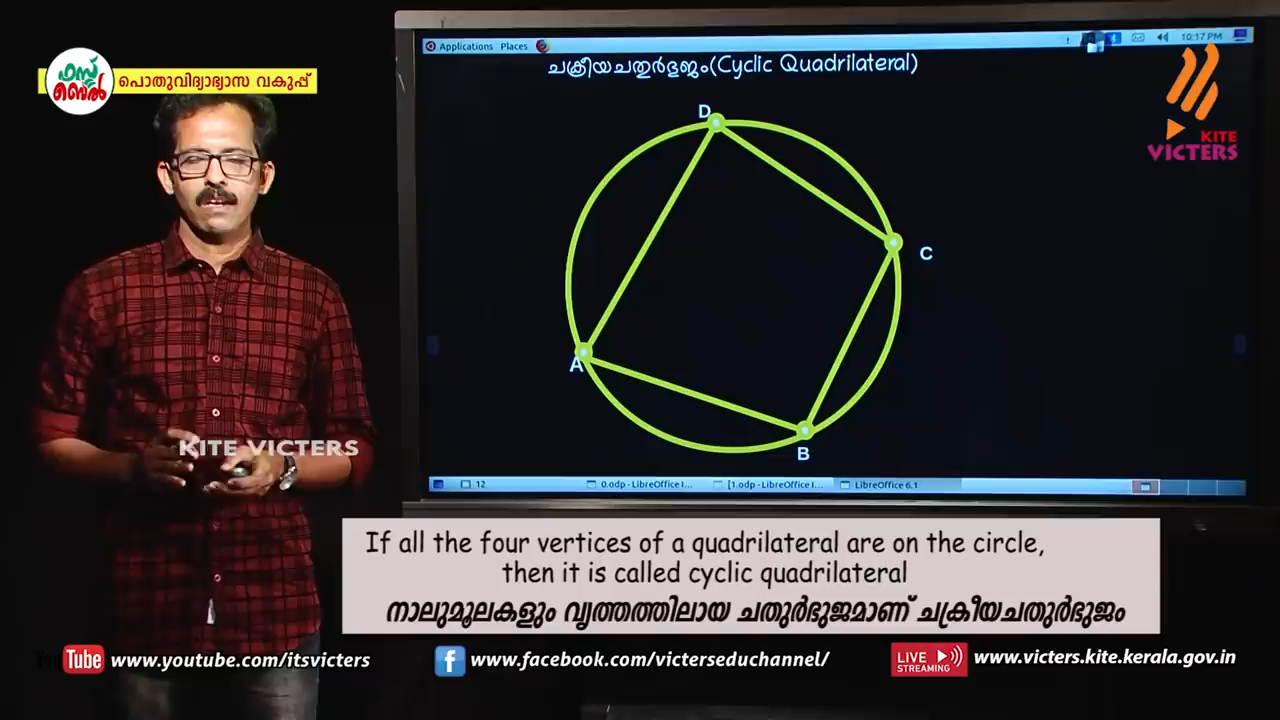 ഫസ്റ്റ്
ബെൽ
പൊതുവിദ്യാഭ്യാസ വകുപ്പ്
Applications Places
10:17 PM
ചക്രീയചതുർഭുജം(Cyclic Quadrilateral)
KITE
VICTERS
D
C
A
B
KITE VICTERS
12
0.odp - LibreOffice I...
[1.odp - LibreOffice I...
LibreOffice 6.1
If all the four vertices of a quadrilateral are on the circle,
then it is called cyclic quadrilateral
നാലുമൂലകളും വൃത്തത്തിലായ ചതുർഭുജമാണ് ചക്രീയചതുർഭുജം
You Tube www.youtube.com/itsvicters
f www.facebook.com/victerseduchannel/
LIVE
STREAMING
www.victers.kite.kerala.gov.in